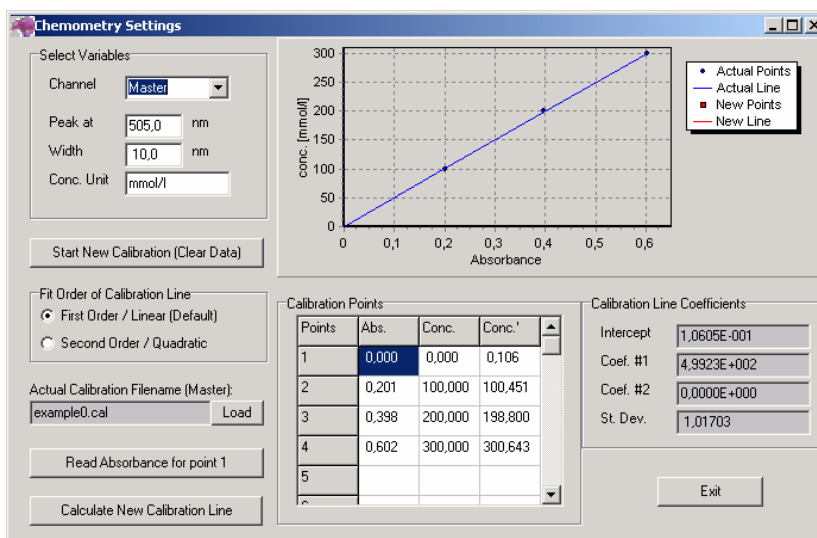 Chemometry Settings
Select Variables
Channel Master
Peak at 505,0 nm
Width 10,0 nm
Conc. Unit mmol/l
Start New Calibration (Clear Data)
Fit Order of Calibration Line
First Order / Linear (Default)
Second Order / Quadratic
Actual Calibration Filename (Master):
example0.cal Load
Read Absorbance for point 1
Calculate New Calibration Line
conc. [mmol/l]
300
250
200
150
100
50
0
0 0,1 0,2 0,3 0,4 0,5 0,6
Absorbance
Actual Points
Actual Line
New Points
New Line
Calibration Points
Points Abs. Conc. Conc.'
1 0,000 0,000 0,106
2 0,201 100,000 100,451
3 0,398 200,000 198,800
4 0,602 300,000 300,643
5
Calibration Line Coefficients
Intercept 1,0605E-001
Coef. #1 4,9923E+002
Coef. #2 0,0000E+000
St. Dev. 1,01703
Exit